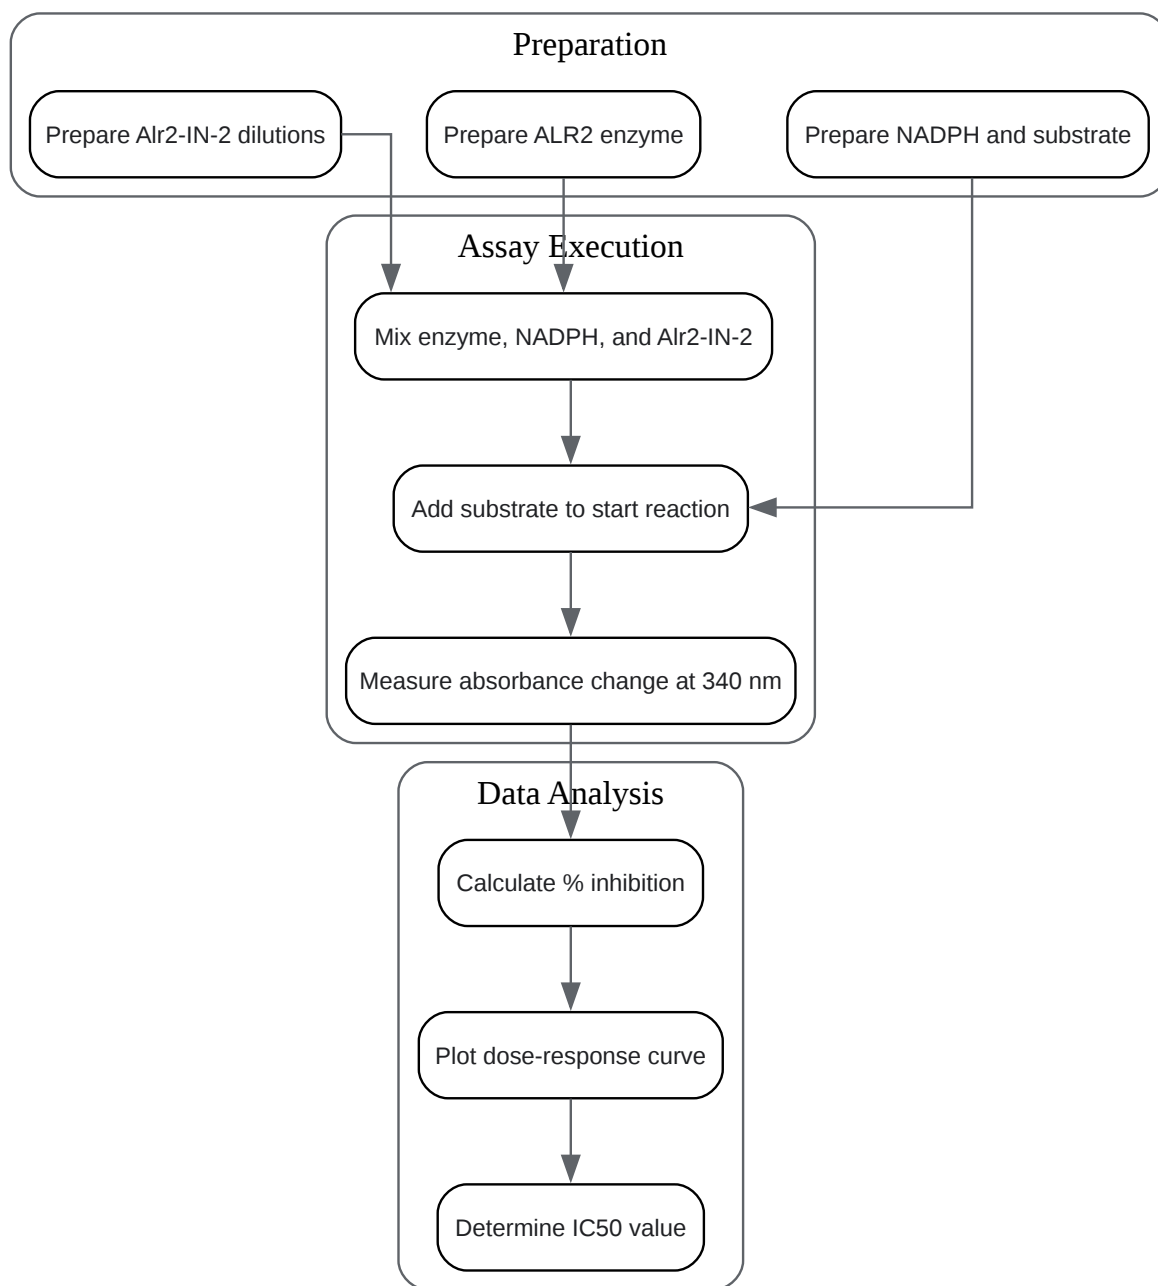 Preparation
Prepare Alr2-IN-2 dilutions
Prepare ALR2 enzyme
Prepare NADPH and substrate
Assay Execution
Mix enzyme, NADPH, and Alr2-IN-2
Add substrate to start reaction
Measure absorbance change at 340 nm
Data Analysis
Calculate % inhibition
Plot dose-response curve
Determine IC50 value